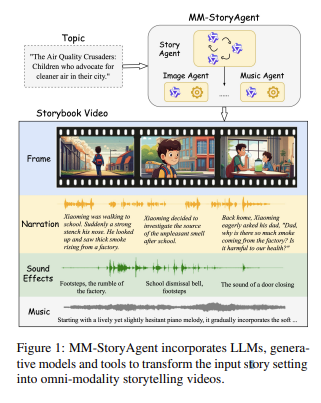 MM-StoryAgent
Topic
"The Air Quality Crusaders:
Children who advocate for
cleaner air in their city."
Story
Agent
Image Agent
Music Agent
......
Storybook Video
Frame
Narration
Xiaoming was walking to
school. Suddenly a strong
stench hit his nose. He looked
up and saw thick smoke
rising from a factory.
Xiaoming decided to
investigate the source
of the unpleasant smell
after school.
Back home, Xiaoming
eagerly asked his dad, "Dad,
why is there so much smoke
coming from the factory? Is
it harmful to our health?"
Sound
Effects
Footsteps, the rumble of
the factory.
School dismissal bell,
footsteps
The sound of a door closing
Music
Starting with a lively yet slightly hesitant piano melody, it gradually incorporates the soft ...
Figure 1: MM-StoryAgent incorporates LLMs, genera-
tive models and tools to transform the input story setting
into omni-modality storytelling videos.